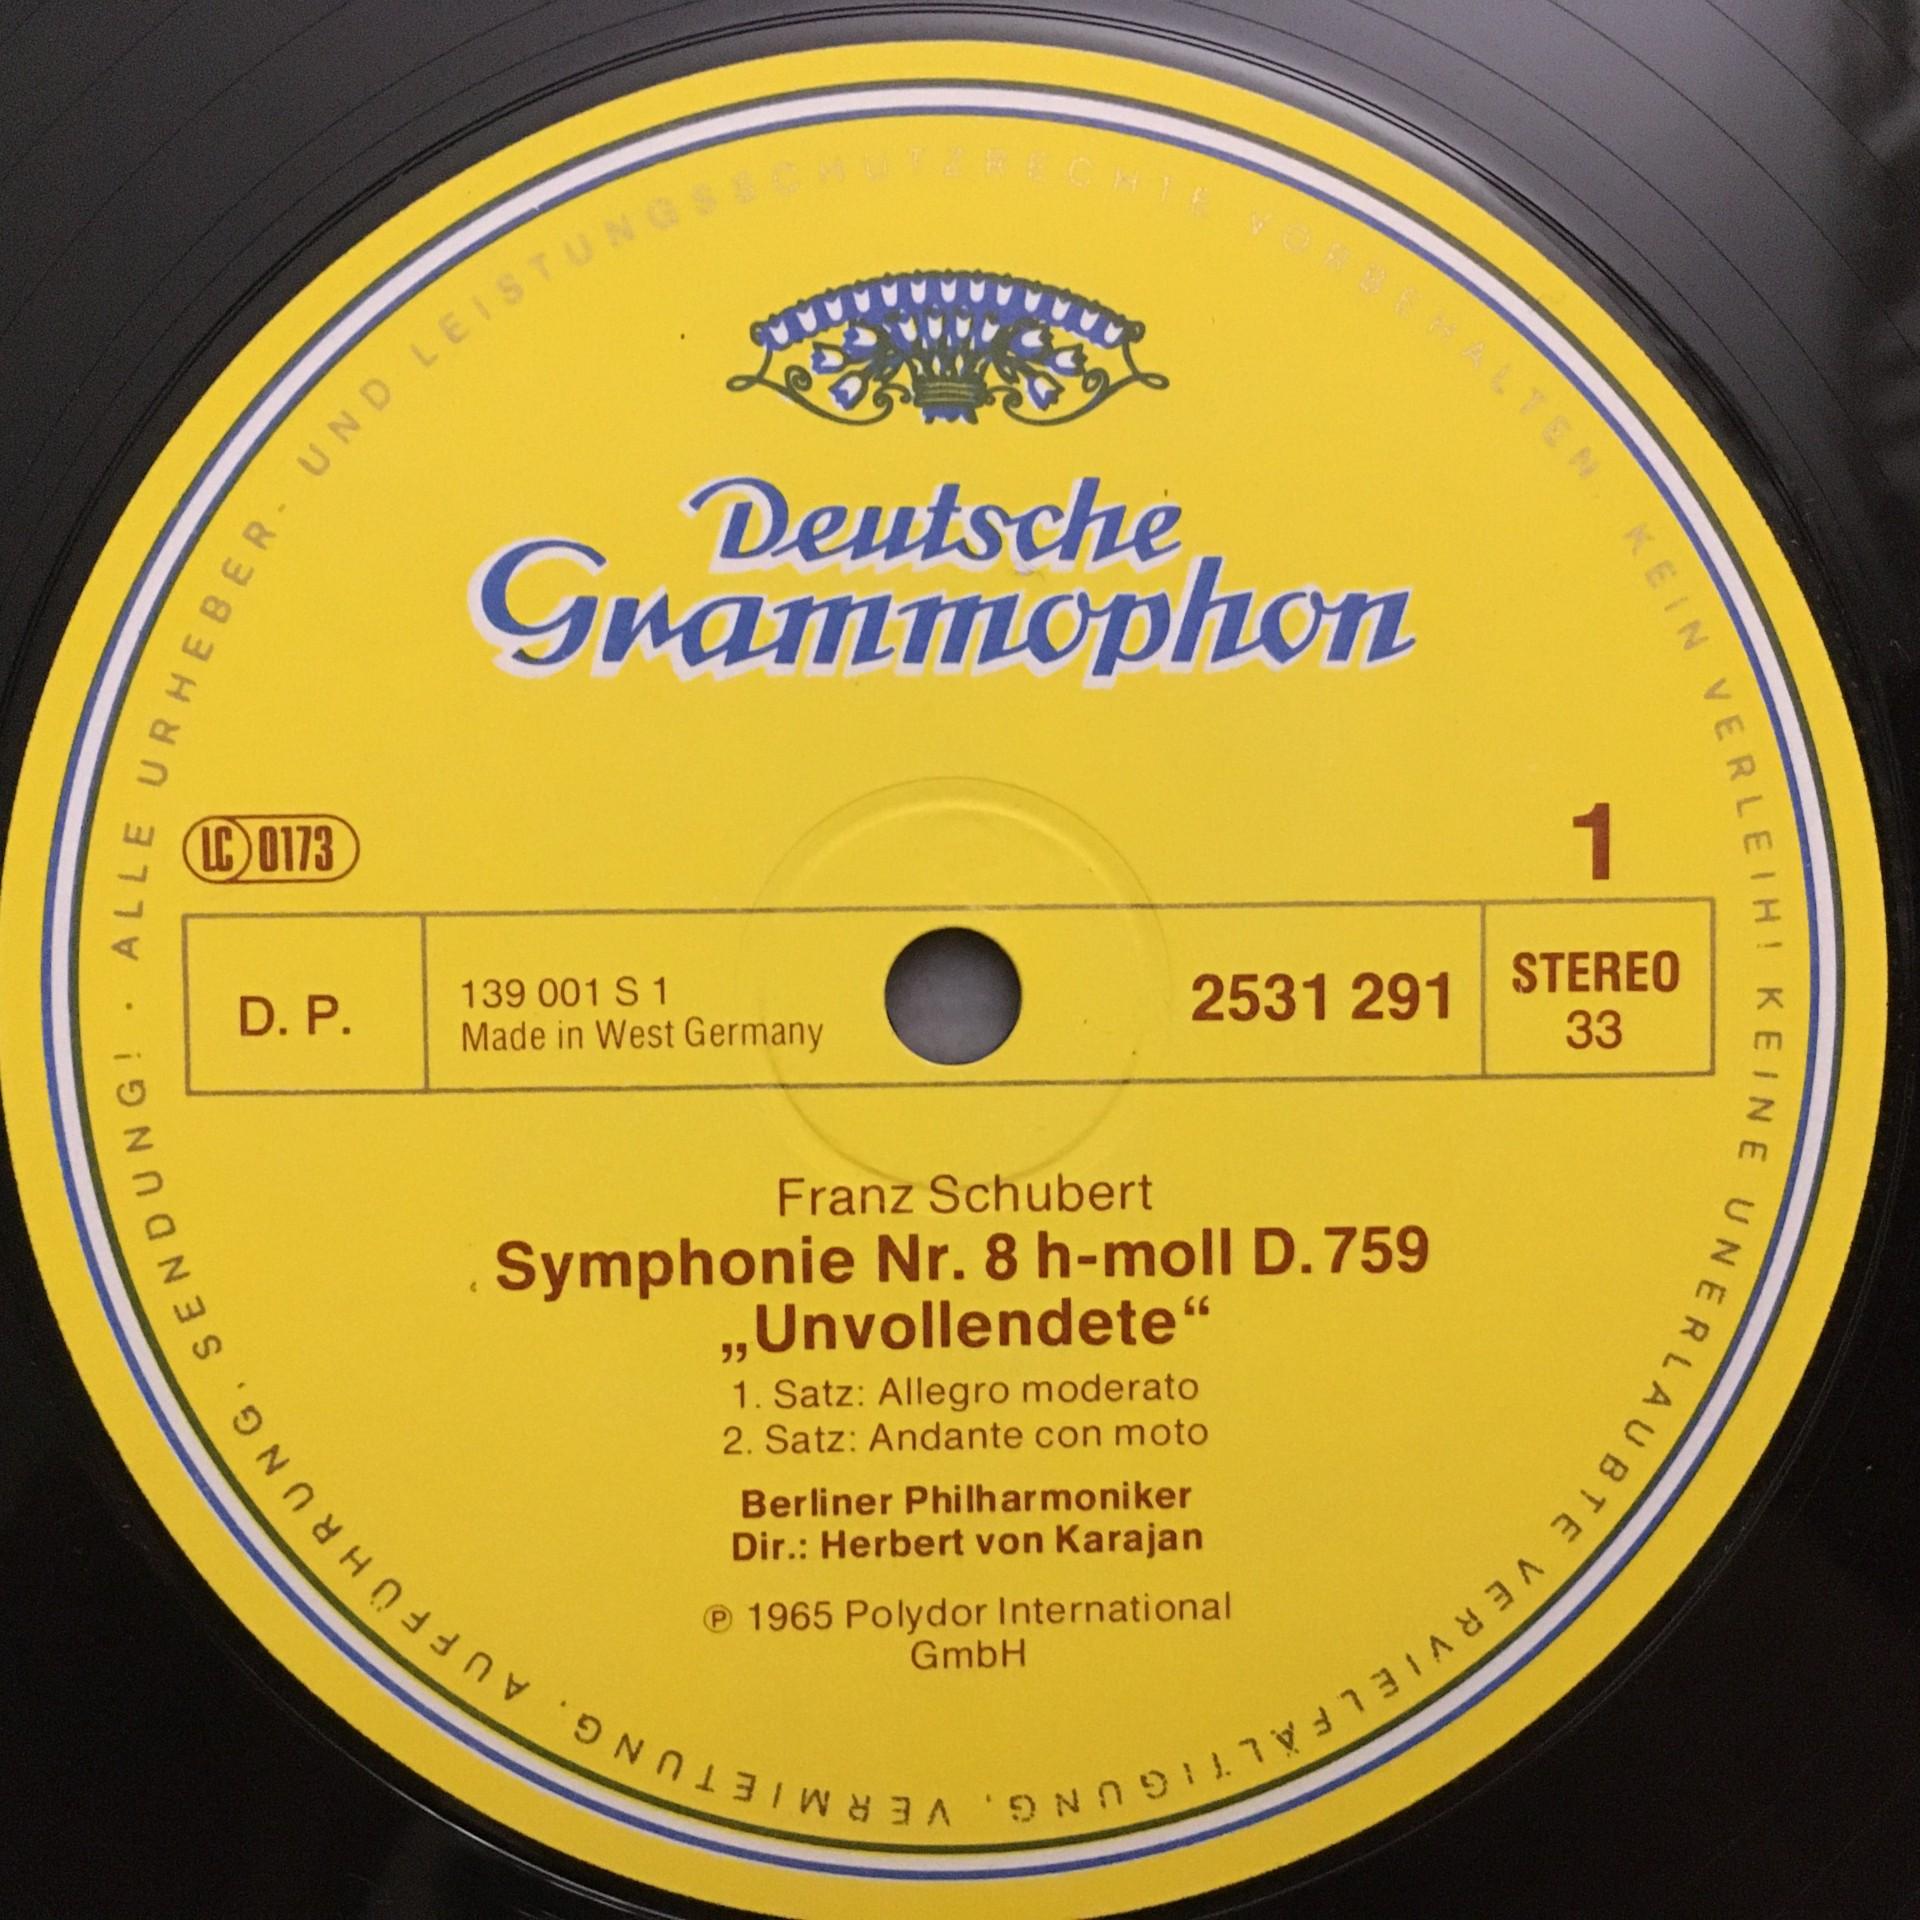 ALLE URHEBER- UND LEISTUNGSSCHUTZRECHTE VORBEHALTEN. KEIN VERLEIH! KEINE UNERLAUBTE VERVIELFÄLTIGUNG, VERMIETUNG, AUFFÜHRUNG, SENDUNG! ·
Deutsche
Grammophon
LC 0173
1
D. P.
139 001 S 1
Made in West Germany
2531 291
STEREO
33
Franz Schubert
Symphonie Nr. 8 h-moll D. 759
„Unvollendete“
1. Satz: Allegro moderato
2. Satz: Andante con moto
Berliner Philharmoniker
Dir.: Herbert von Karajan
℗ 1965 Polydor International
GmbH